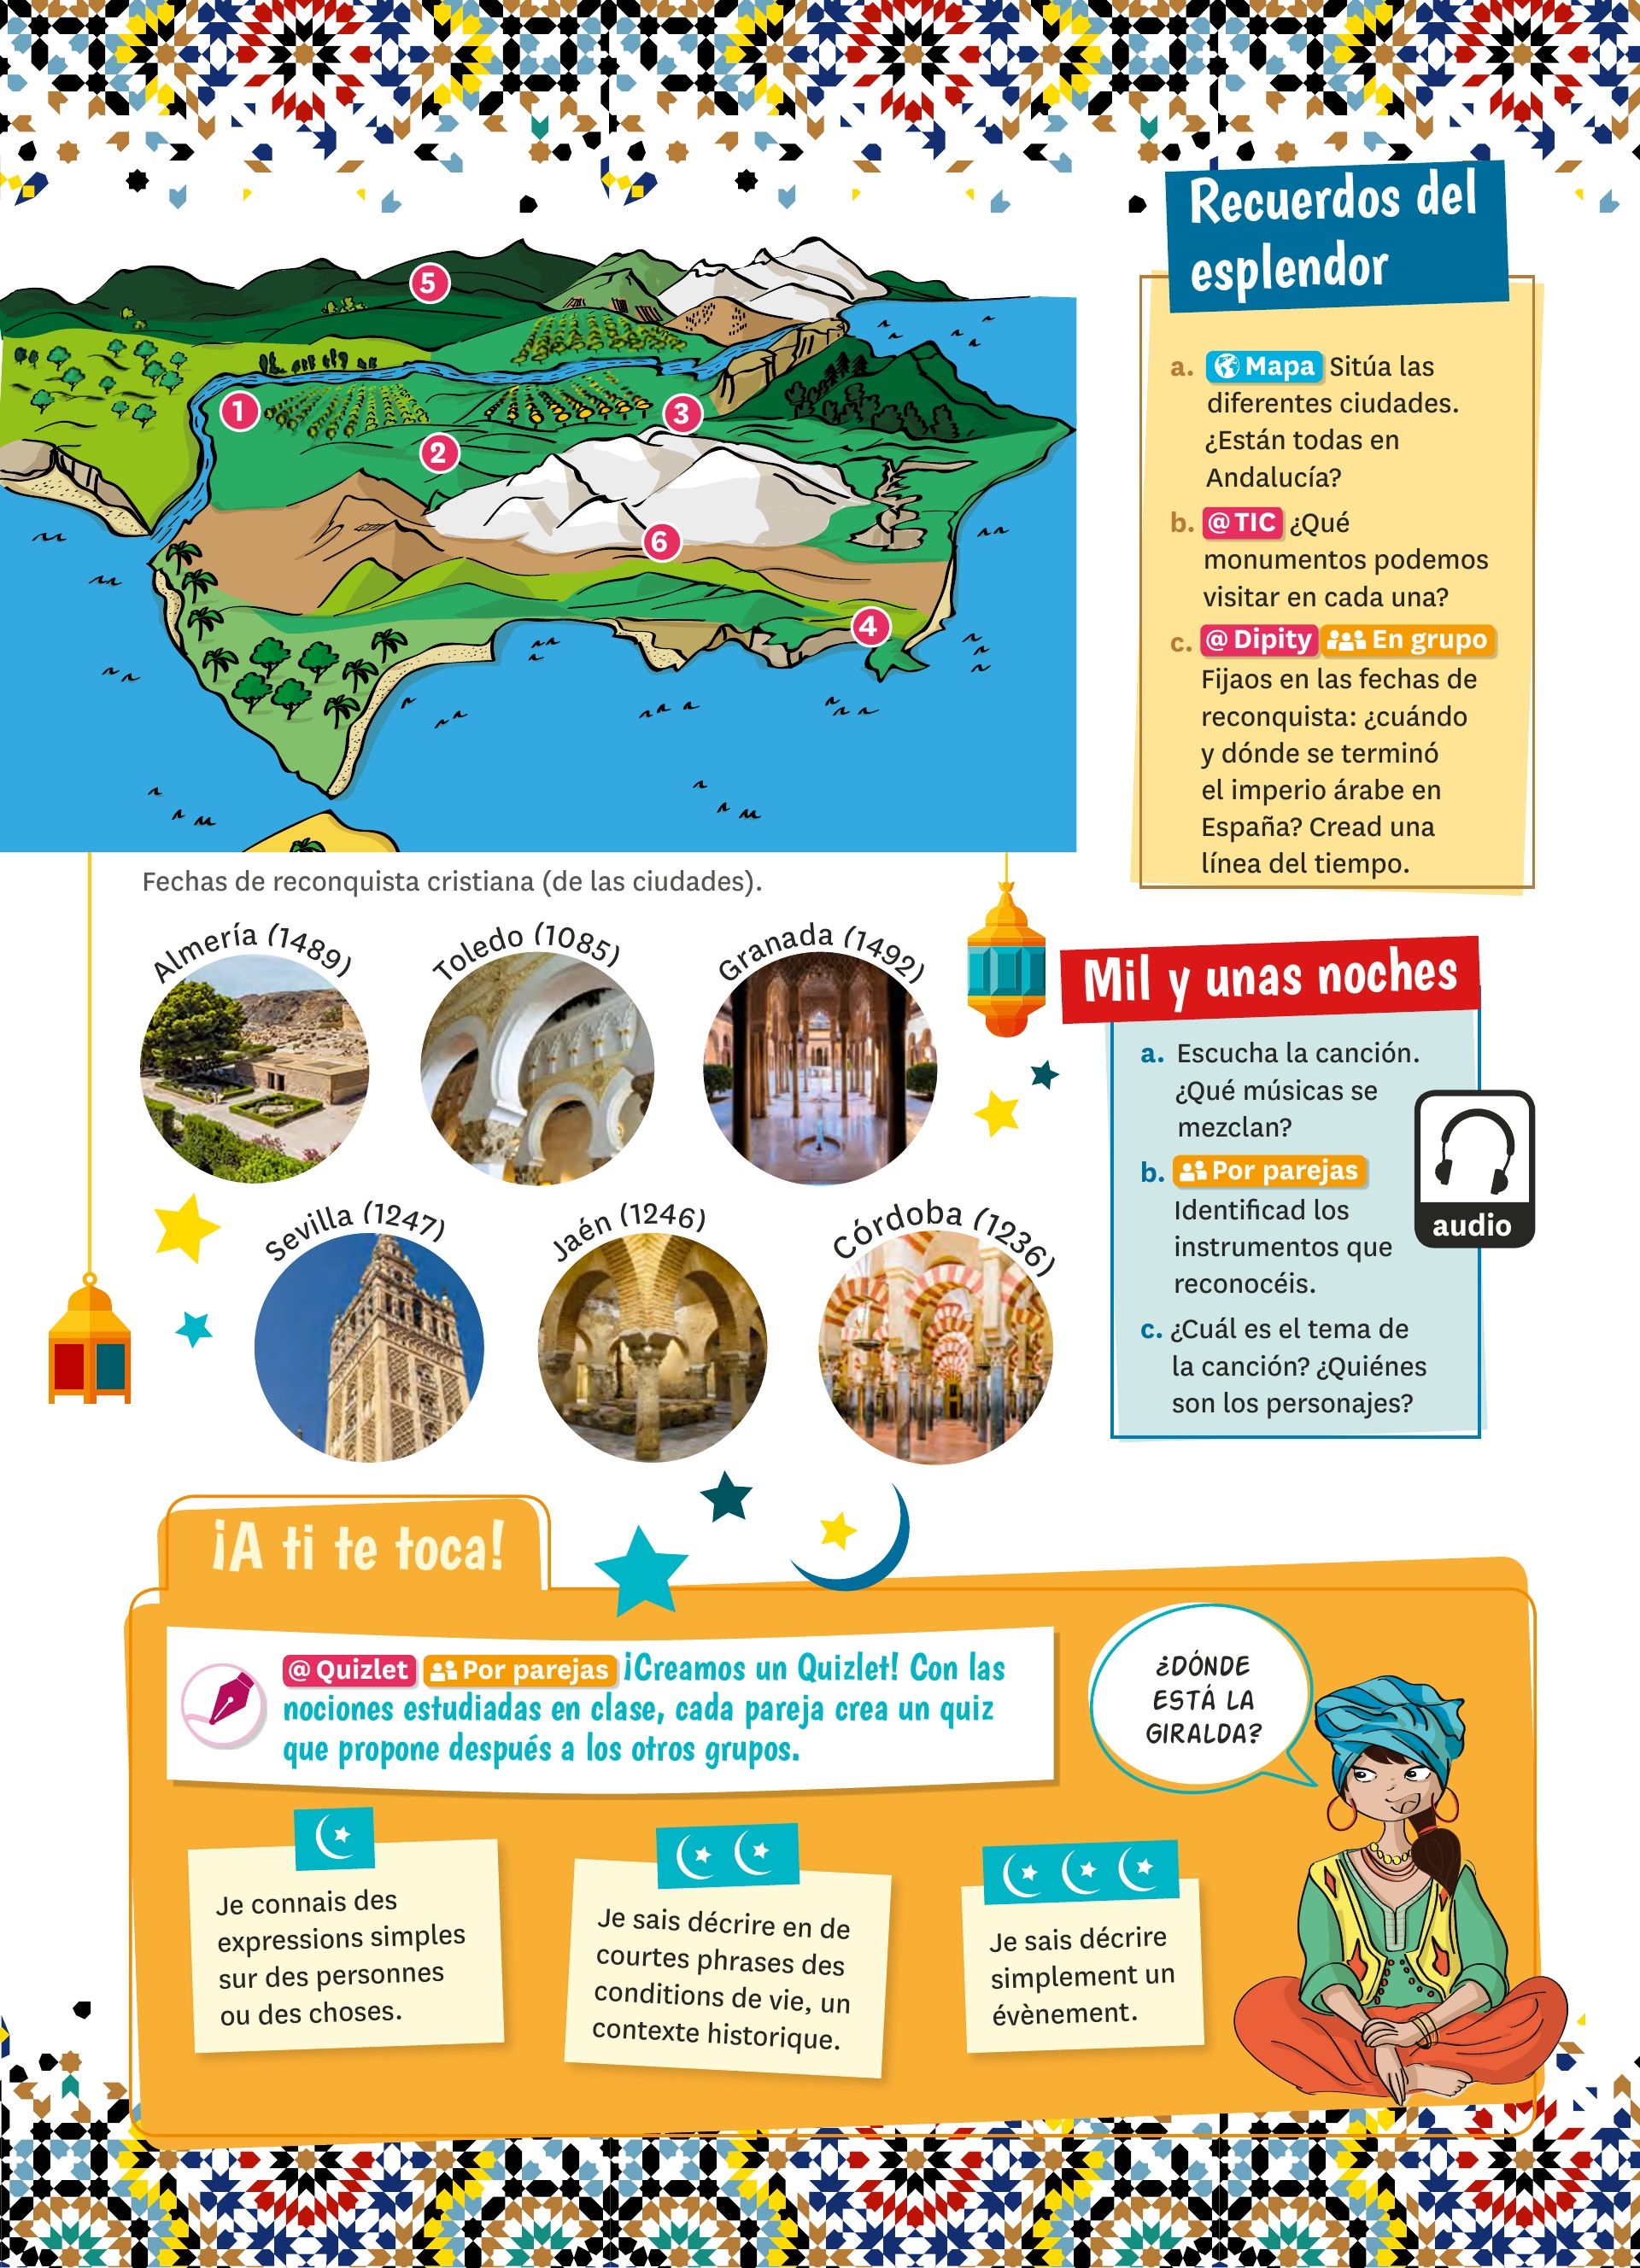 Recuerdos del
esplendor
5
1
3
2
6
4
a. Mapa Sitúa las
diferentes ciudades.
¿Están todas en
Andalucía?
b. @ TIC ¿Qué
monumentos podemos
visitar en cada una?
c. @ Dipity En grupo
Fijaos en las fechas de
reconquista: ¿cuándo
y dónde se terminó
el imperio árabe en
España? Cread una
línea del tiempo.
Fechas de reconquista cristiana (de las ciudades).
Almería (1489)
Toledo (1085)
Granada (1492)
Sevilla (1247)
Jaén (1246)
Córdoba (1236)
Mil y unas noches
a. Escucha la canción.
¿Qué músicas se
mezclan?
b. Por parejas
Identificad los
instrumentos que
reconocéis.
c. ¿Cuál es el tema de
la canción? ¿Quiénes
son los personajes?
audio
¡A ti te toca!
@ Quizlet Por parejas ¡Creamos un Quizlet! Con las
nociones estudiadas en clase, cada pareja crea un quiz
que propone después a los otros grupos.
¿DÓNDE
ESTÁ LA
GIRALDA?
Je connais des
expressions simples
sur des personnes
ou des choses.
Je sais décrire en de
courtes phrases des
conditions de vie, un
contexte historique.
Je sais décrire
simplement un
évènement.